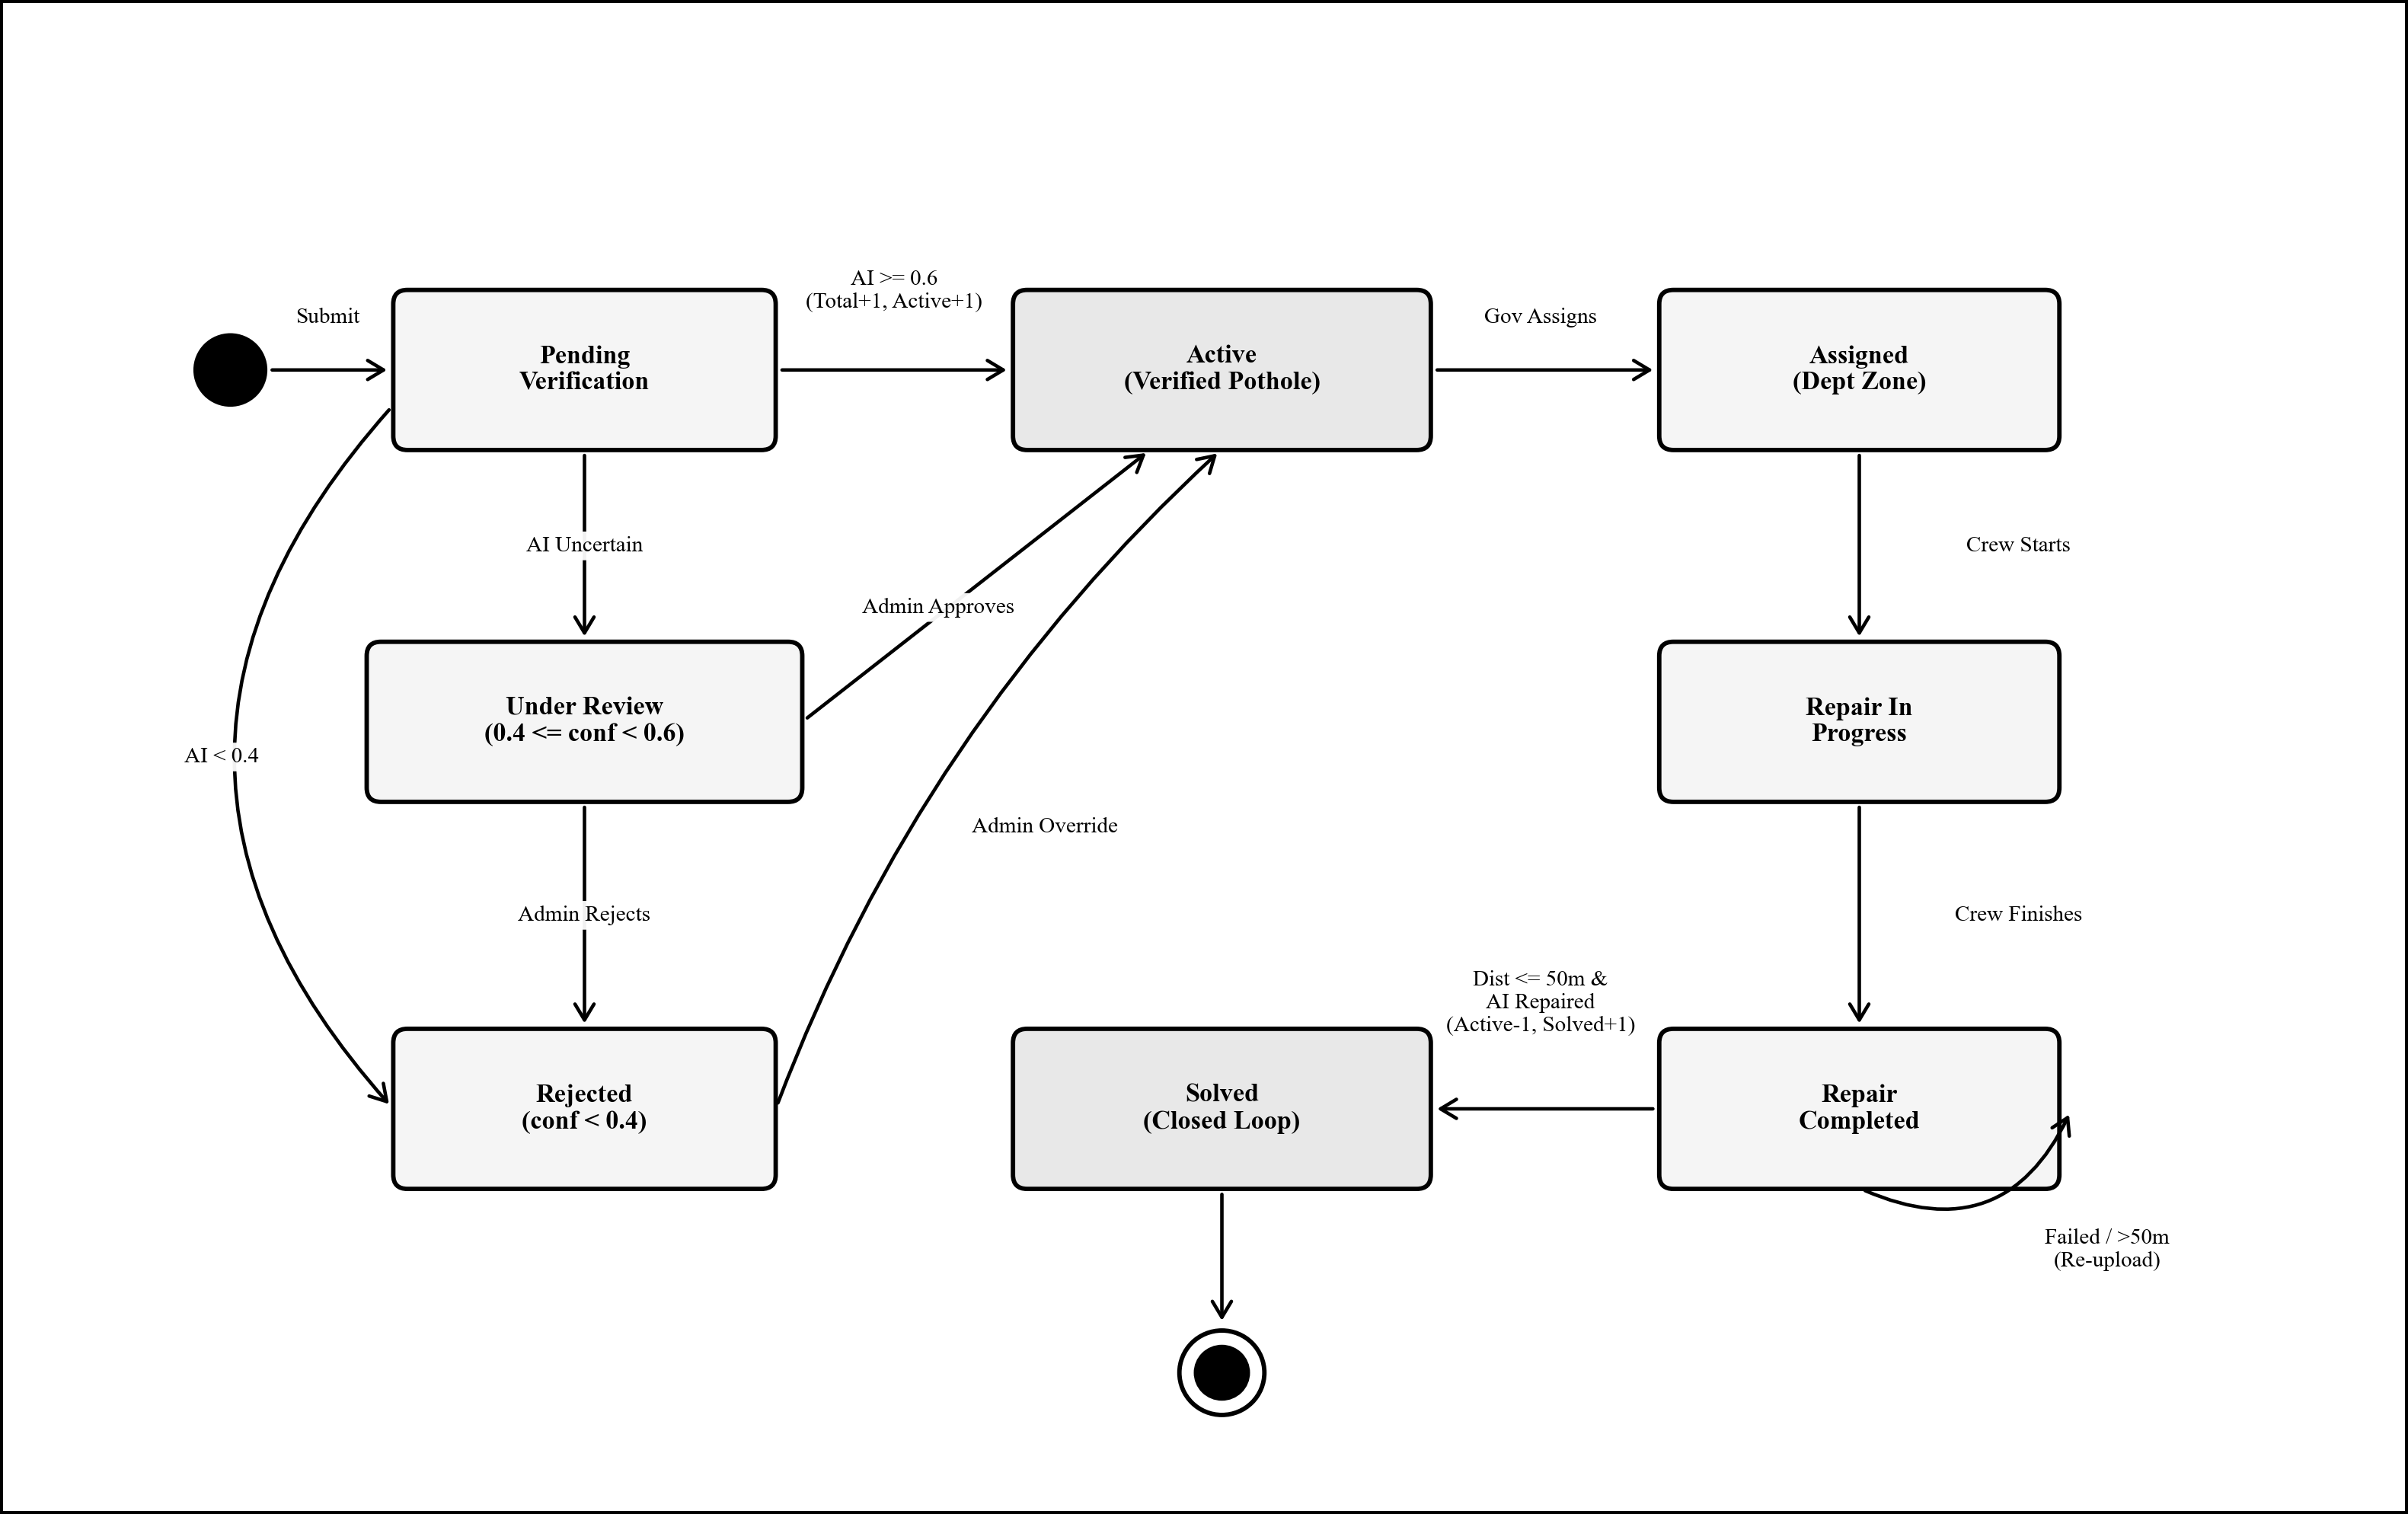 AI >= 0.6
(Total+1, Active+1)
Submit
Gov Assigns
Pending
Verification
Active
(Verified Pothole)
Assigned
(Dept Zone)
AI Uncertain
Crew Starts
Admin Approves
Under Review
(0.4 <= conf < 0.6)
Repair In
Progress
AI < 0.4
Admin Override
Admin Rejects
Crew Finishes
Dist <= 50m &
AI Repaired
(Active-1, Solved+1)
Rejected
(conf < 0.4)
Solved
(Closed Loop)
Repair
Completed
Failed / >50m
(Re-upload)